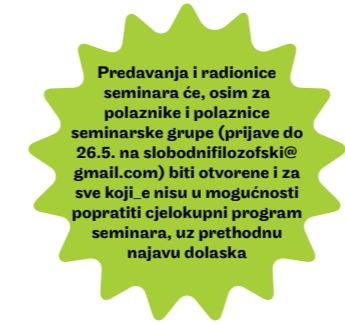 Predavanja i radionice
seminara će, osim za
polaznike i polaznice
seminarske grupe (prijave do
26.5. na slobodnifilozofski@
gmail.com) biti otvorene i za
sve koji_e nisu u mogućnosti
popratiti cjelokupni program
seminara, uz prethodnu
najavu dolaska